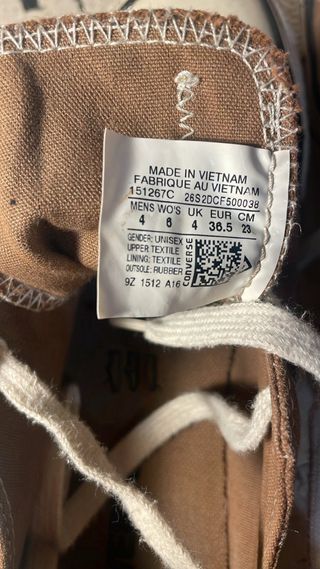 MADE IN VIETNAM
FABRIQUE AU VIETNAM
151267C 26S2DCF500038
MENS WO'S UK EUR CM
4 6 4 36.5 23
GENDER: UNISEX
UPPER: TEXTILE
LINING: TEXTILE
OUTSOLE: RUBBER
9Z 1512 A16
CONVERSE